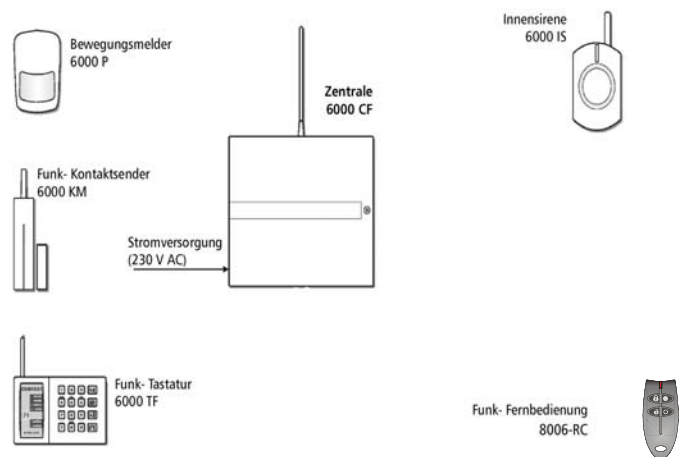 Bewegungsmelder
6000 P
Innensirene
6000 IS
Zentrale
6000 CF
Funk- Kontaktsender
6000 KM
Stromversorgung
(230 V AC)
Funk- Tastatur
6000 TF
Funk- Fernbedienung
8006-RC